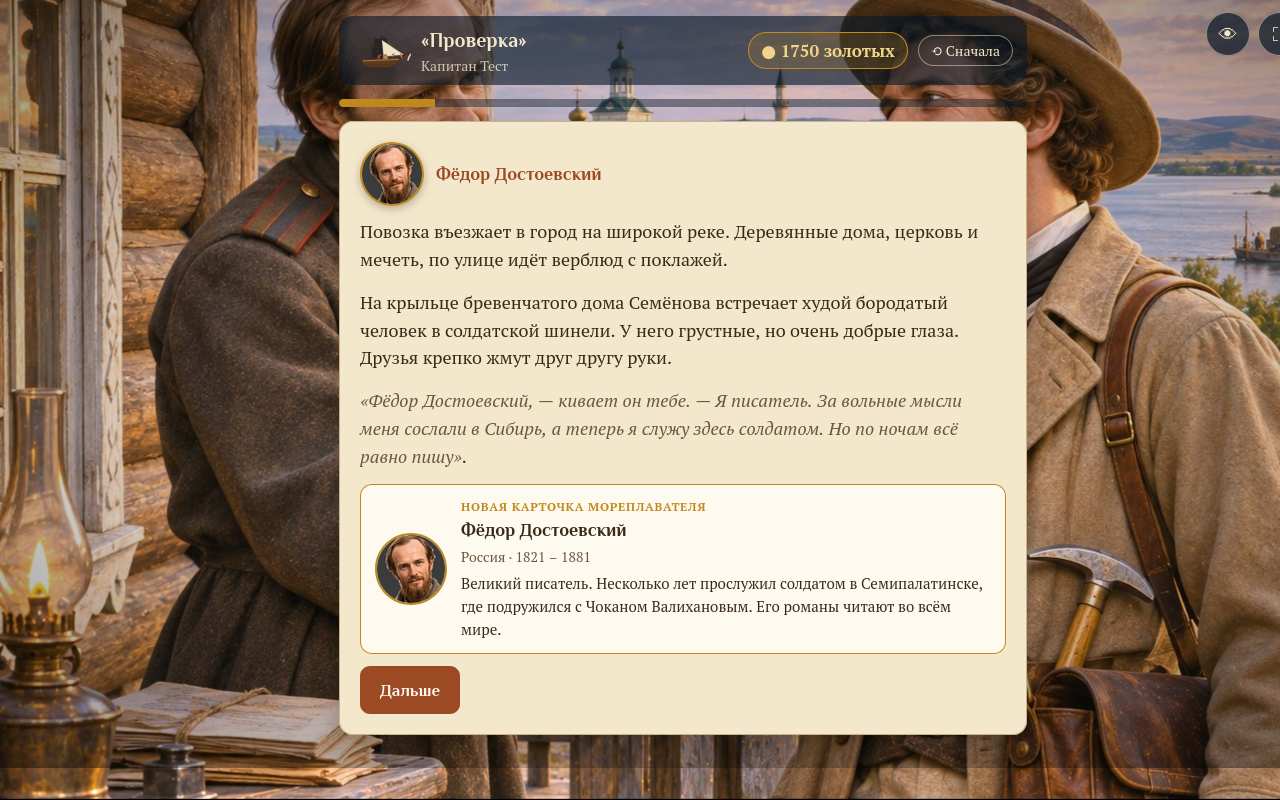 «Проверка»
Капитан Тест
1750 золотых
⟲ Сначала
Фёдор Достоевский
Повозка въезжает в город на широкой реке. Деревянные дома, церковь и
мечеть, по улице идёт верблюд с поклажей.
На крыльце бревенчатого дома Семёнова встречает худой бородатый
человек в солдатской шинели. У него грустные, но очень добрые глаза.
Друзья крепко жмут друг другу руки.
«Фёдор Достоевский, — кивает он тебе. — Я писатель. За вольные мысли
меня сослали в Сибирь, а теперь я служу здесь солдатом. Но по ночам всё
равно пишу».
НОВАЯ КАРТОЧКА МОРЕПЛАВАТЕЛЯ
Фёдор Достоевский
Россия · 1821 – 1881
Великий писатель. Несколько лет прослужил солдатом в Семипалатинске,
где подружился с Чоканом Валихановым. Его романы читают во всём
мире.
Дальше